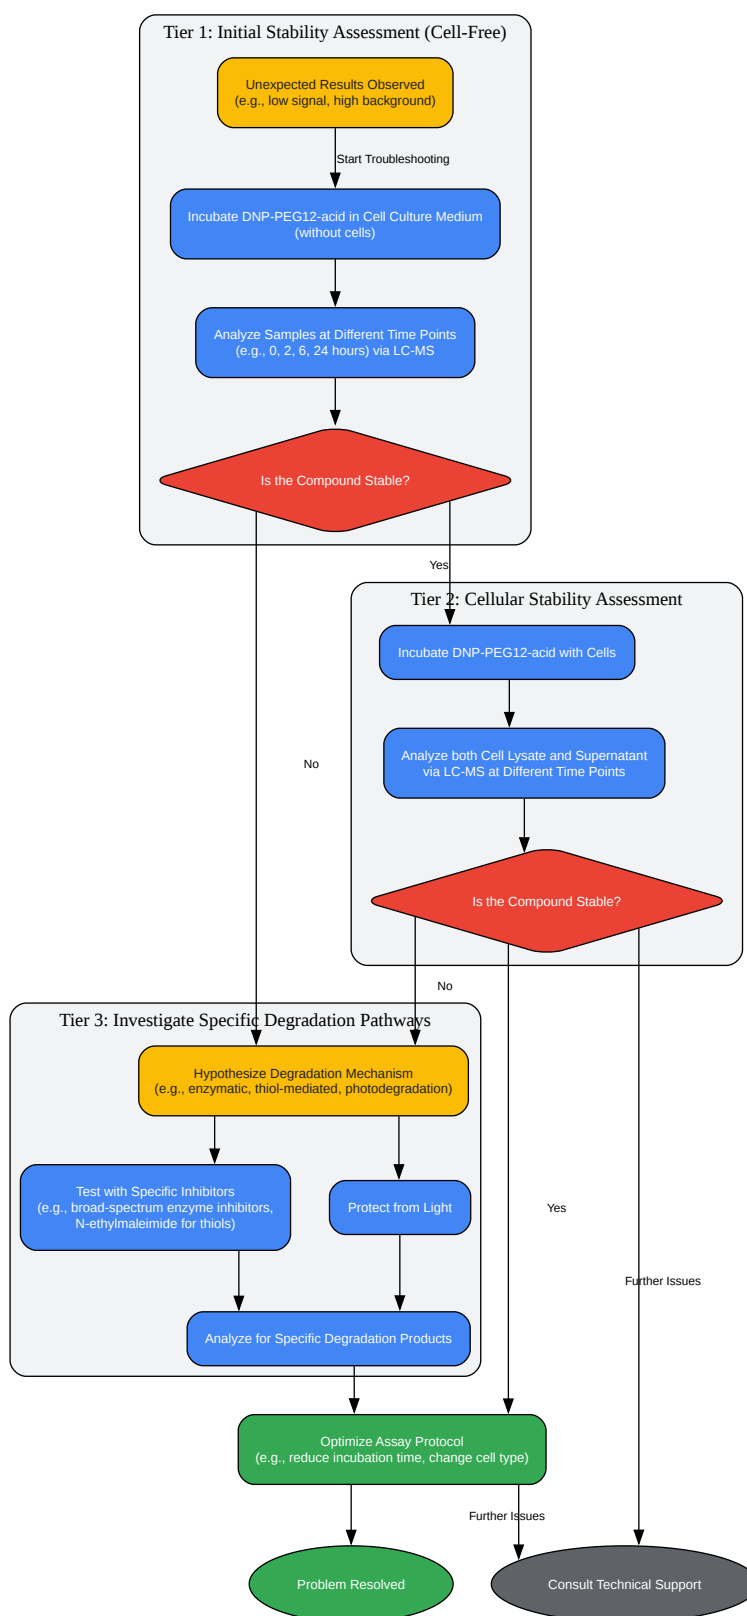 Tier 1: Initial Stability Assessment (Cell-Free)
Unexpected Results Observed
(e.g., low signal, high background)
Start Troubleshooting
Incubate DNP-PEG12-acid in Cell Culture Medium
(without cells)
Analyze Samples at Different Time Points
(e.g., 0, 2, 6, 24 hours) via LC-MS
Is the Compound Stable?
Yes
Tier 2: Cellular Stability Assessment
Incubate DNP-PEG12-acid with Cells
Analyze both Cell Lysate and Supernatant
via LC-MS at Different Time Points
No
Is the Compound Stable?
No
Tier 3: Investigate Specific Degradation Pathways
Hypothesize Degradation Mechanism
(e.g., enzymatic, thiol-mediated, photodegradation)
Test with Specific Inhibitors
(e.g., broad-spectrum enzyme inhibitors,
N-ethylmaleimide for thiols)
Protect from Light
Yes
Further Issues
Analyze for Specific Degradation Products
Optimize Assay Protocol
(e.g., reduce incubation time, change cell type)
Further Issues
Problem Resolved
Consult Technical Support